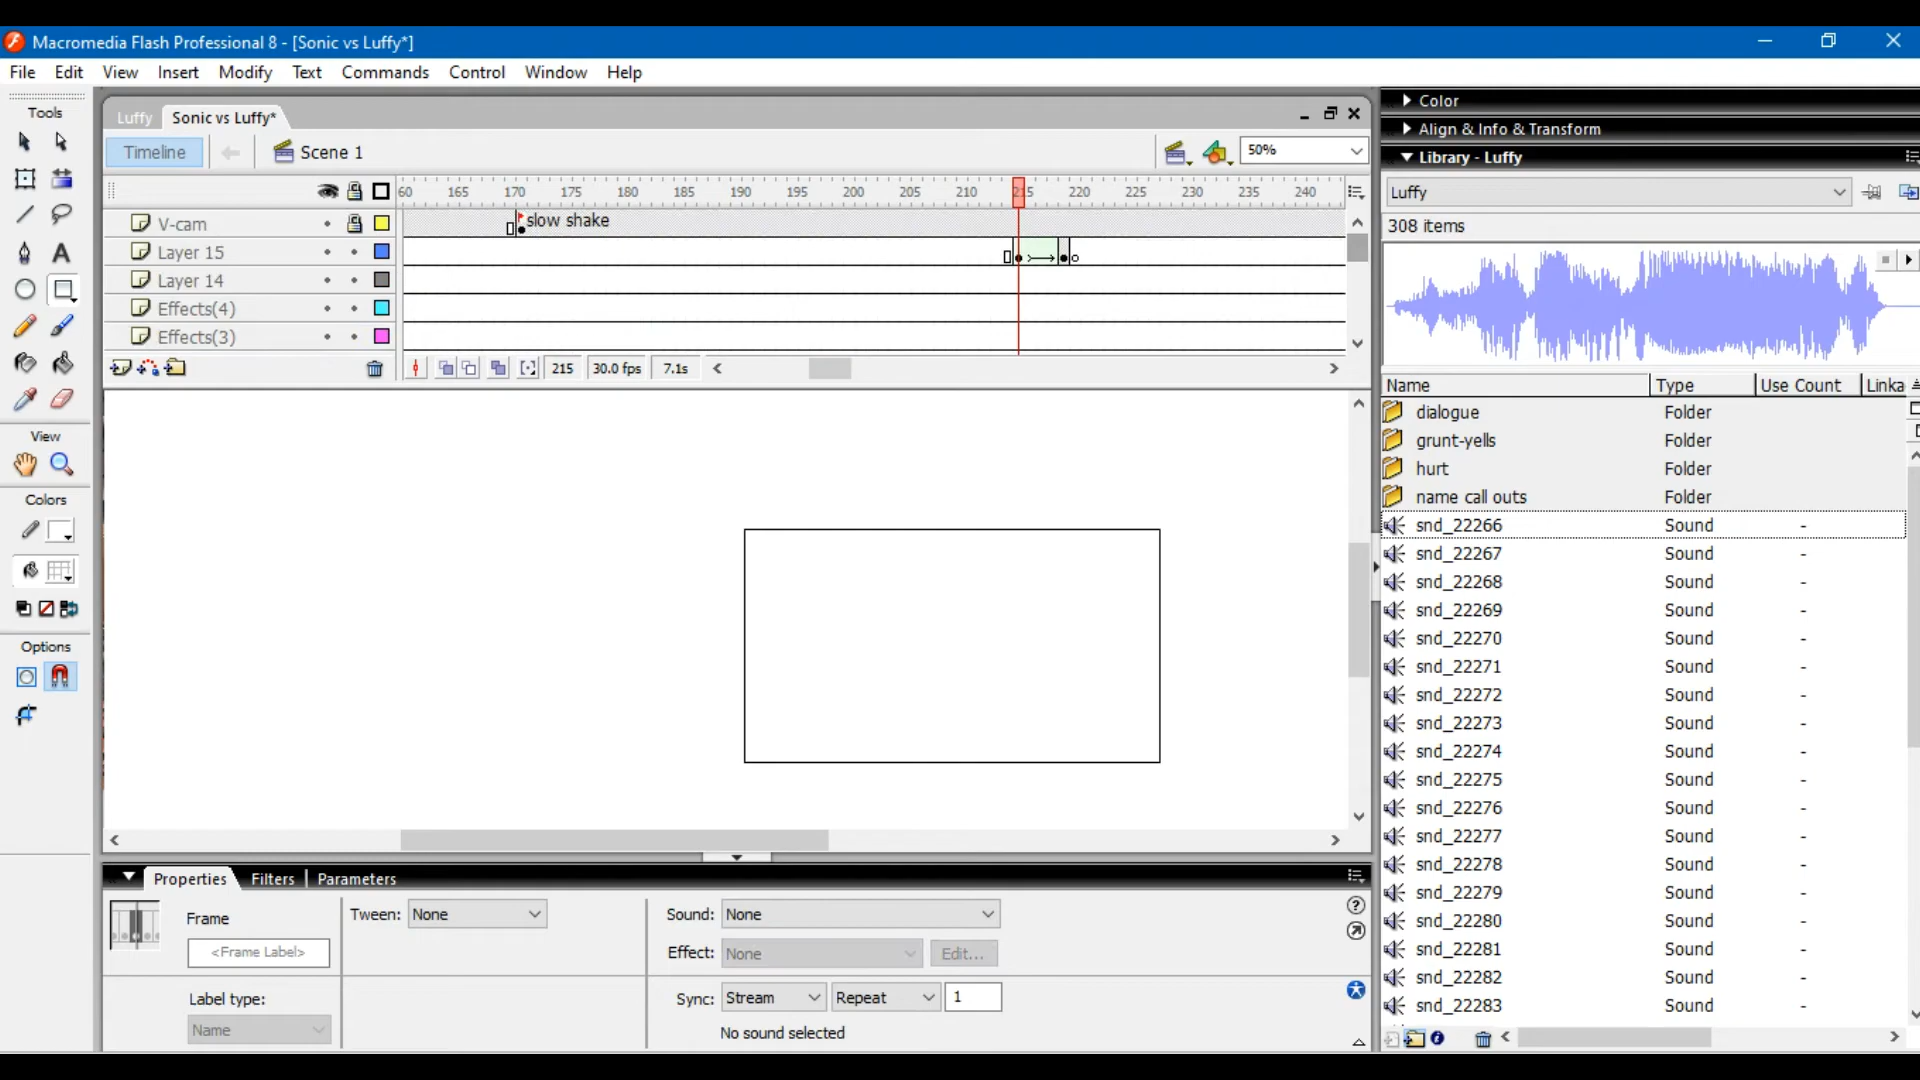 Macromedia Flash Professional 8 - [Sonic vs Luffy*]
File Edit View Insert Modify Text Commands Control Window Help
Tools
Luffy Sonic vs Luffy*
Timeline Scene 1 50%
60 165 170 175 180 185 190 195 200 205 210 215 220 225 230 235 240
V-cam slow shake
Layer 15
Layer 14
Effects(4)
Effects(3)
215 30.0 fps 7.1s
View
Colors
Options
Properties Filters Parameters
Frame
<Frame Label>
Label type:
Name
Tween: None
Sound: None
Effect: None Edit...
Sync: Stream Repeat 1
No sound selected
Color
Align & Info & Transform
Library - Luffy
Luffy
308 items
Name Type Use Count Linka
dialogue Folder
grunt-yells Folder
hurt Folder
name call outs Folder
snd_22266 Sound -
snd_22267 Sound -
snd_22268 Sound -
snd_22269 Sound -
snd_22270 Sound -
snd_22271 Sound -
snd_22272 Sound -
snd_22273 Sound -
snd_22274 Sound -
snd_22275 Sound -
snd_22276 Sound -
snd_22277 Sound -
snd_22278 Sound -
snd_22279 Sound -
snd_22280 Sound -
snd_22281 Sound -
snd_22282 Sound -
snd_22283 Sound -